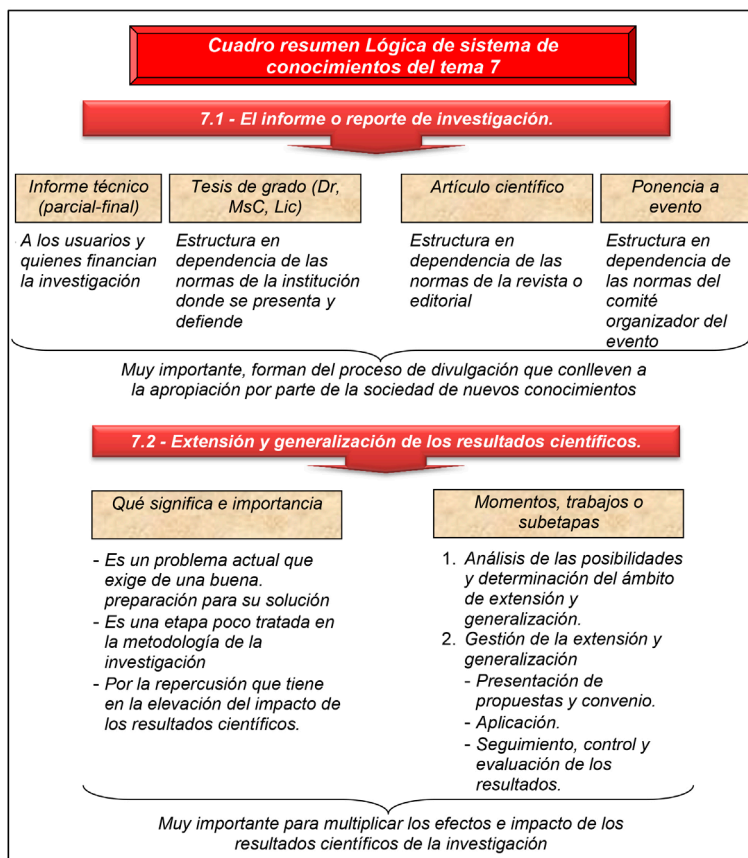 Cuadro resumen Lógica de sistema de
conocimientos del tema 7
7.1 - El informe o reporte de investigación.
Informe técnico
(parcial-final)
A los usuarios y
quienes financian
la investigación
Tesis de grado (Dr,
MsC, Lic)
Estructura en
dependencia de las
normas de la institución
donde se presenta y
defiende
Artículo científico
Estructura en
dependencia de las
normas de la revista o
editorial
Ponencia a
evento
Estructura en
dependencia de
las normas del
comité
organizador del
evento
Muy importante, forman del proceso de divulgación que conlleven a
la apropiación por parte de la sociedad de nuevos conocimientos
7.2 - Extensión y generalización de los resultados científicos.
Qué significa e importancia
- Es un problema actual que
exige de una buena.
preparación para su solución
- Es una etapa poco tratada en
la metodología de la
investigación
- Por la repercusión que tiene
en la elevación del impacto de
los resultados científicos.
Momentos, trabajos o
subetapas
1. Análisis de las posibilidades
y determinación del ámbito
de extensión y
generalización.
2. Gestión de la extensión y
generalización
- Presentación de
propuestas y convenio.
- Aplicación.
- Seguimiento, control y
evaluación de los
resultados.
Muy importante para multiplicar los efectos e impacto de los
resultados científicos de la investigación